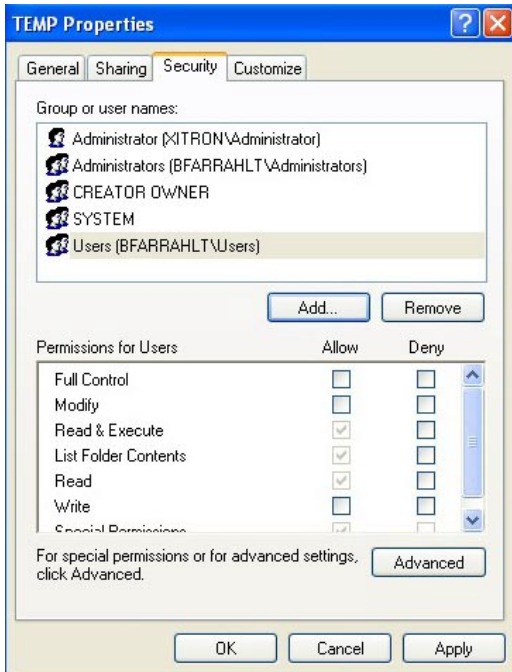 TEMP Properties
General Sharing Security Customize
Group or user names:
Administrator (XITRON\Administrator)
Administrators (BFARRAHLT\Administrators)
CREATOR OWNER
SYSTEM
Users (BFARRAHLT\Users)
Add... Remove
Permissions for Users Allow Deny
Full Control
Modify
Read & Execute
List Folder Contents
Read
Write
Special Permissions
For special permissions or for advanced settings,
click Advanced.
Advanced
OK Cancel Apply